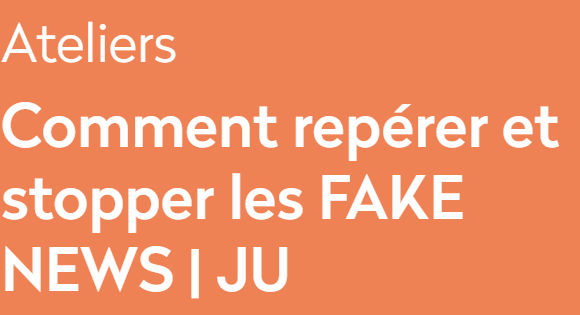 Ateliers
Comment repérer et
stopper les FAKE
NEWS | JU